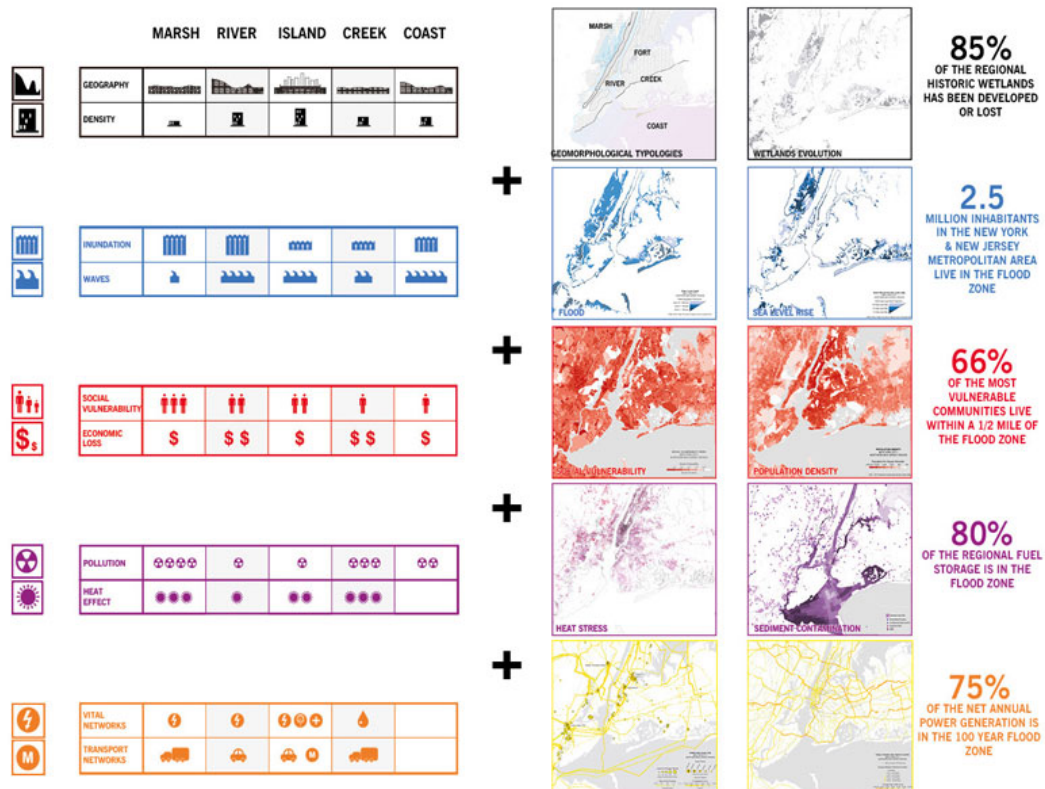 MARSH RIVER ISLAND CREEK COAST
GEOGRAPHY
DENSITY
MARSH
FORT
RIVER
CREEK
COAST
GEOMORPHOLOGICAL TYPOLOGIES
WETLANDS EVOLUTION
85%
OF THE REGIONAL
HISTORIC WETLANDS
HAS BEEN DEVELOPED
OR LOST
+
INUNDATION
WAVES
FLOOD
SEA LEVEL RISE
2.5
MILLION INHABITANTS
IN THE NEW YORK
& NEW JERSEY
METROPOLITAN AREA
LIVE IN THE FLOOD
ZONE
+
SOCIAL
VULNERABILITY
ECONOMIC
LOSS
$
$ $
$
$ $
$
$ $
SOCIAL VULNERABILITY
POPULATION DENSITY
66%
OF THE MOST
VULNERABLE
COMMUNITIES LIVE
WITHIN A 1/2 MILE OF
THE FLOOD ZONE
+
POLLUTION
HEAT
EFFECT
HEAT STRESS
SEDIMENT CONTAMINATION
80%
OF THE REGIONAL FUEL
STORAGE IS IN THE
FLOOD ZONE
+
VITAL
NETWORKS
TRANSPORT
NETWORKS
M
M
75%
OF THE NET ANNUAL
POWER GENERATION IS
IN THE 100 YEAR FLOOD
ZONE